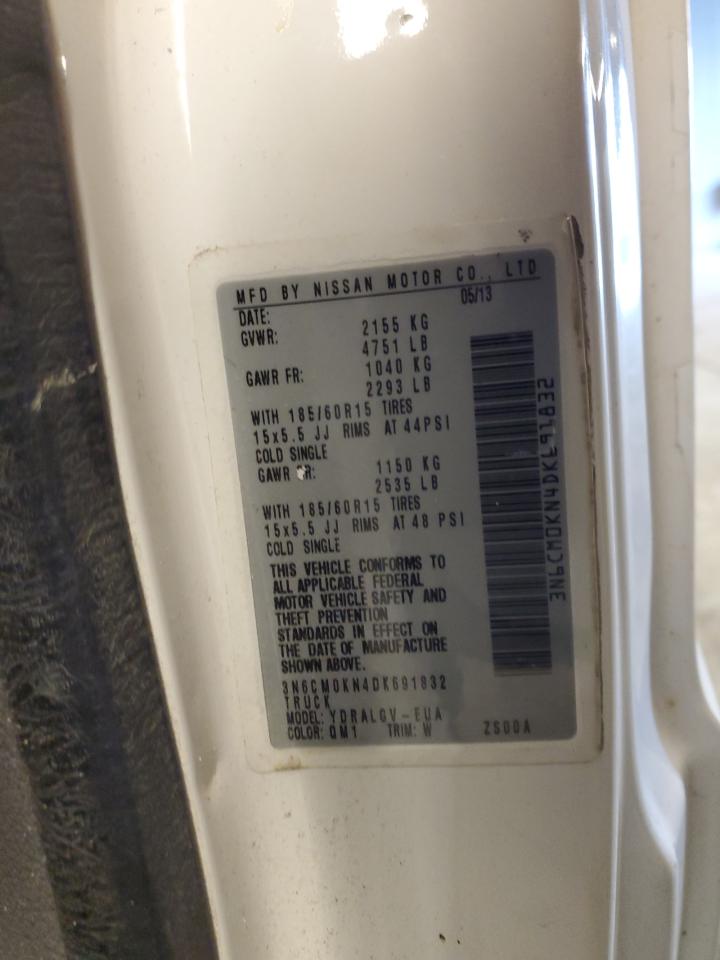 MFD BY NISSAN MOTOR CO., LTD
DATE: 05/13
GVWR: 2155 KG
4751 LB
GAWR FR: 1040 KG
2293 LB
WITH 185/60R15 TIRES
15x5.5 JJ RIMS AT 44PSI
COLD SINGLE
GAWR RR: 1150 KG
2535 LB
WITH 185/60R15 TIRES
15x5.5 JJ RIMS AT 48 PSI
COLD SINGLE
THIS VEHICLE CONFORMS TO
ALL APPLICABLE FEDERAL
MOTOR VEHICLE SAFETY AND
THEFT PREVENTION
STANDARDS IN EFFECT ON
THE DATE OF MANUFACTURE
SHOWN ABOVE.
3N6CM0KN4DK691832
TRUCK
MODEL: YDRALGV-EUA
COLOR: QM1 TRIM: W ZS00A
3N6CM0KN4DK691832